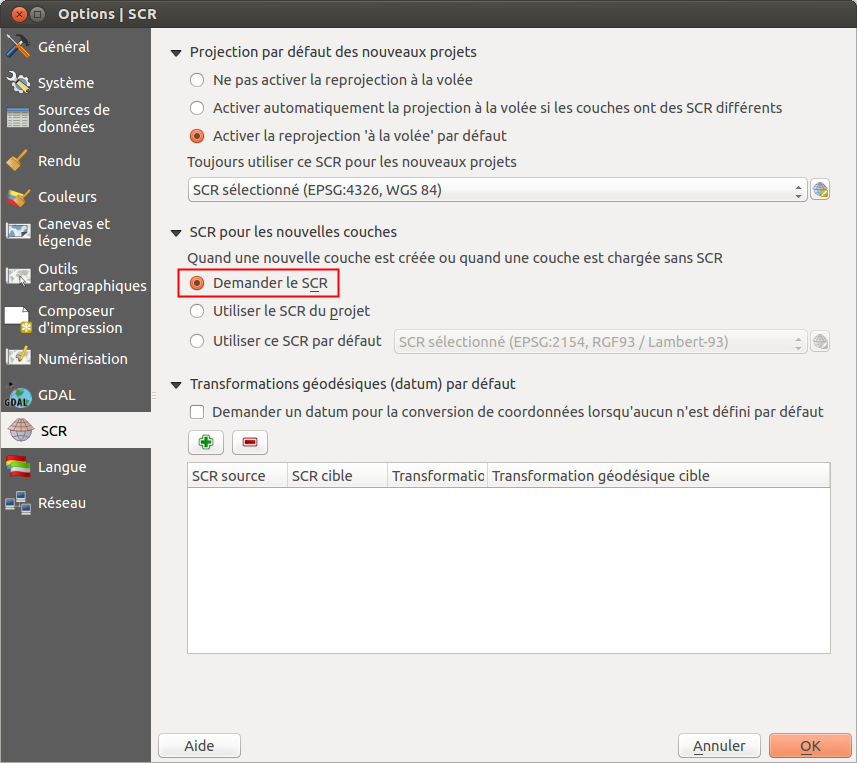 Options | SCR
Général
Système
Sources de
données
Rendu
Couleurs
Canevas et
légende
Outils
cartographiques
Composeur
d'impression
Numérisation
GDAL
GDAL
SCR
Langue
Réseau
Projection par défaut des nouveaux projets
Ne pas activer la reprojection à la volée
Activer automatiquement la projection à la volée si les couches ont des SCR différents
Activer la reprojection 'à la volée' par défaut
Toujours utiliser ce SCR pour les nouveaux projets
SCR sélectionné (EPSG:4326, WGS 84)
SCR pour les nouvelles couches
Quand une nouvelle couche est créée ou quand une couche est chargée sans SCR
Demander le SCR
Utiliser le SCR du projet
Utiliser ce SCR par défaut
SCR sélectionné (EPSG:2154, RGF93 / Lambert-93)
Transformations géodésiques (datum) par défaut
Demander un datum pour la conversion de coordonnées lorsqu'aucun n'est défini par défaut
SCR source SCR cible Transformatio Transformation géodésique cible
Aide Annuler OK